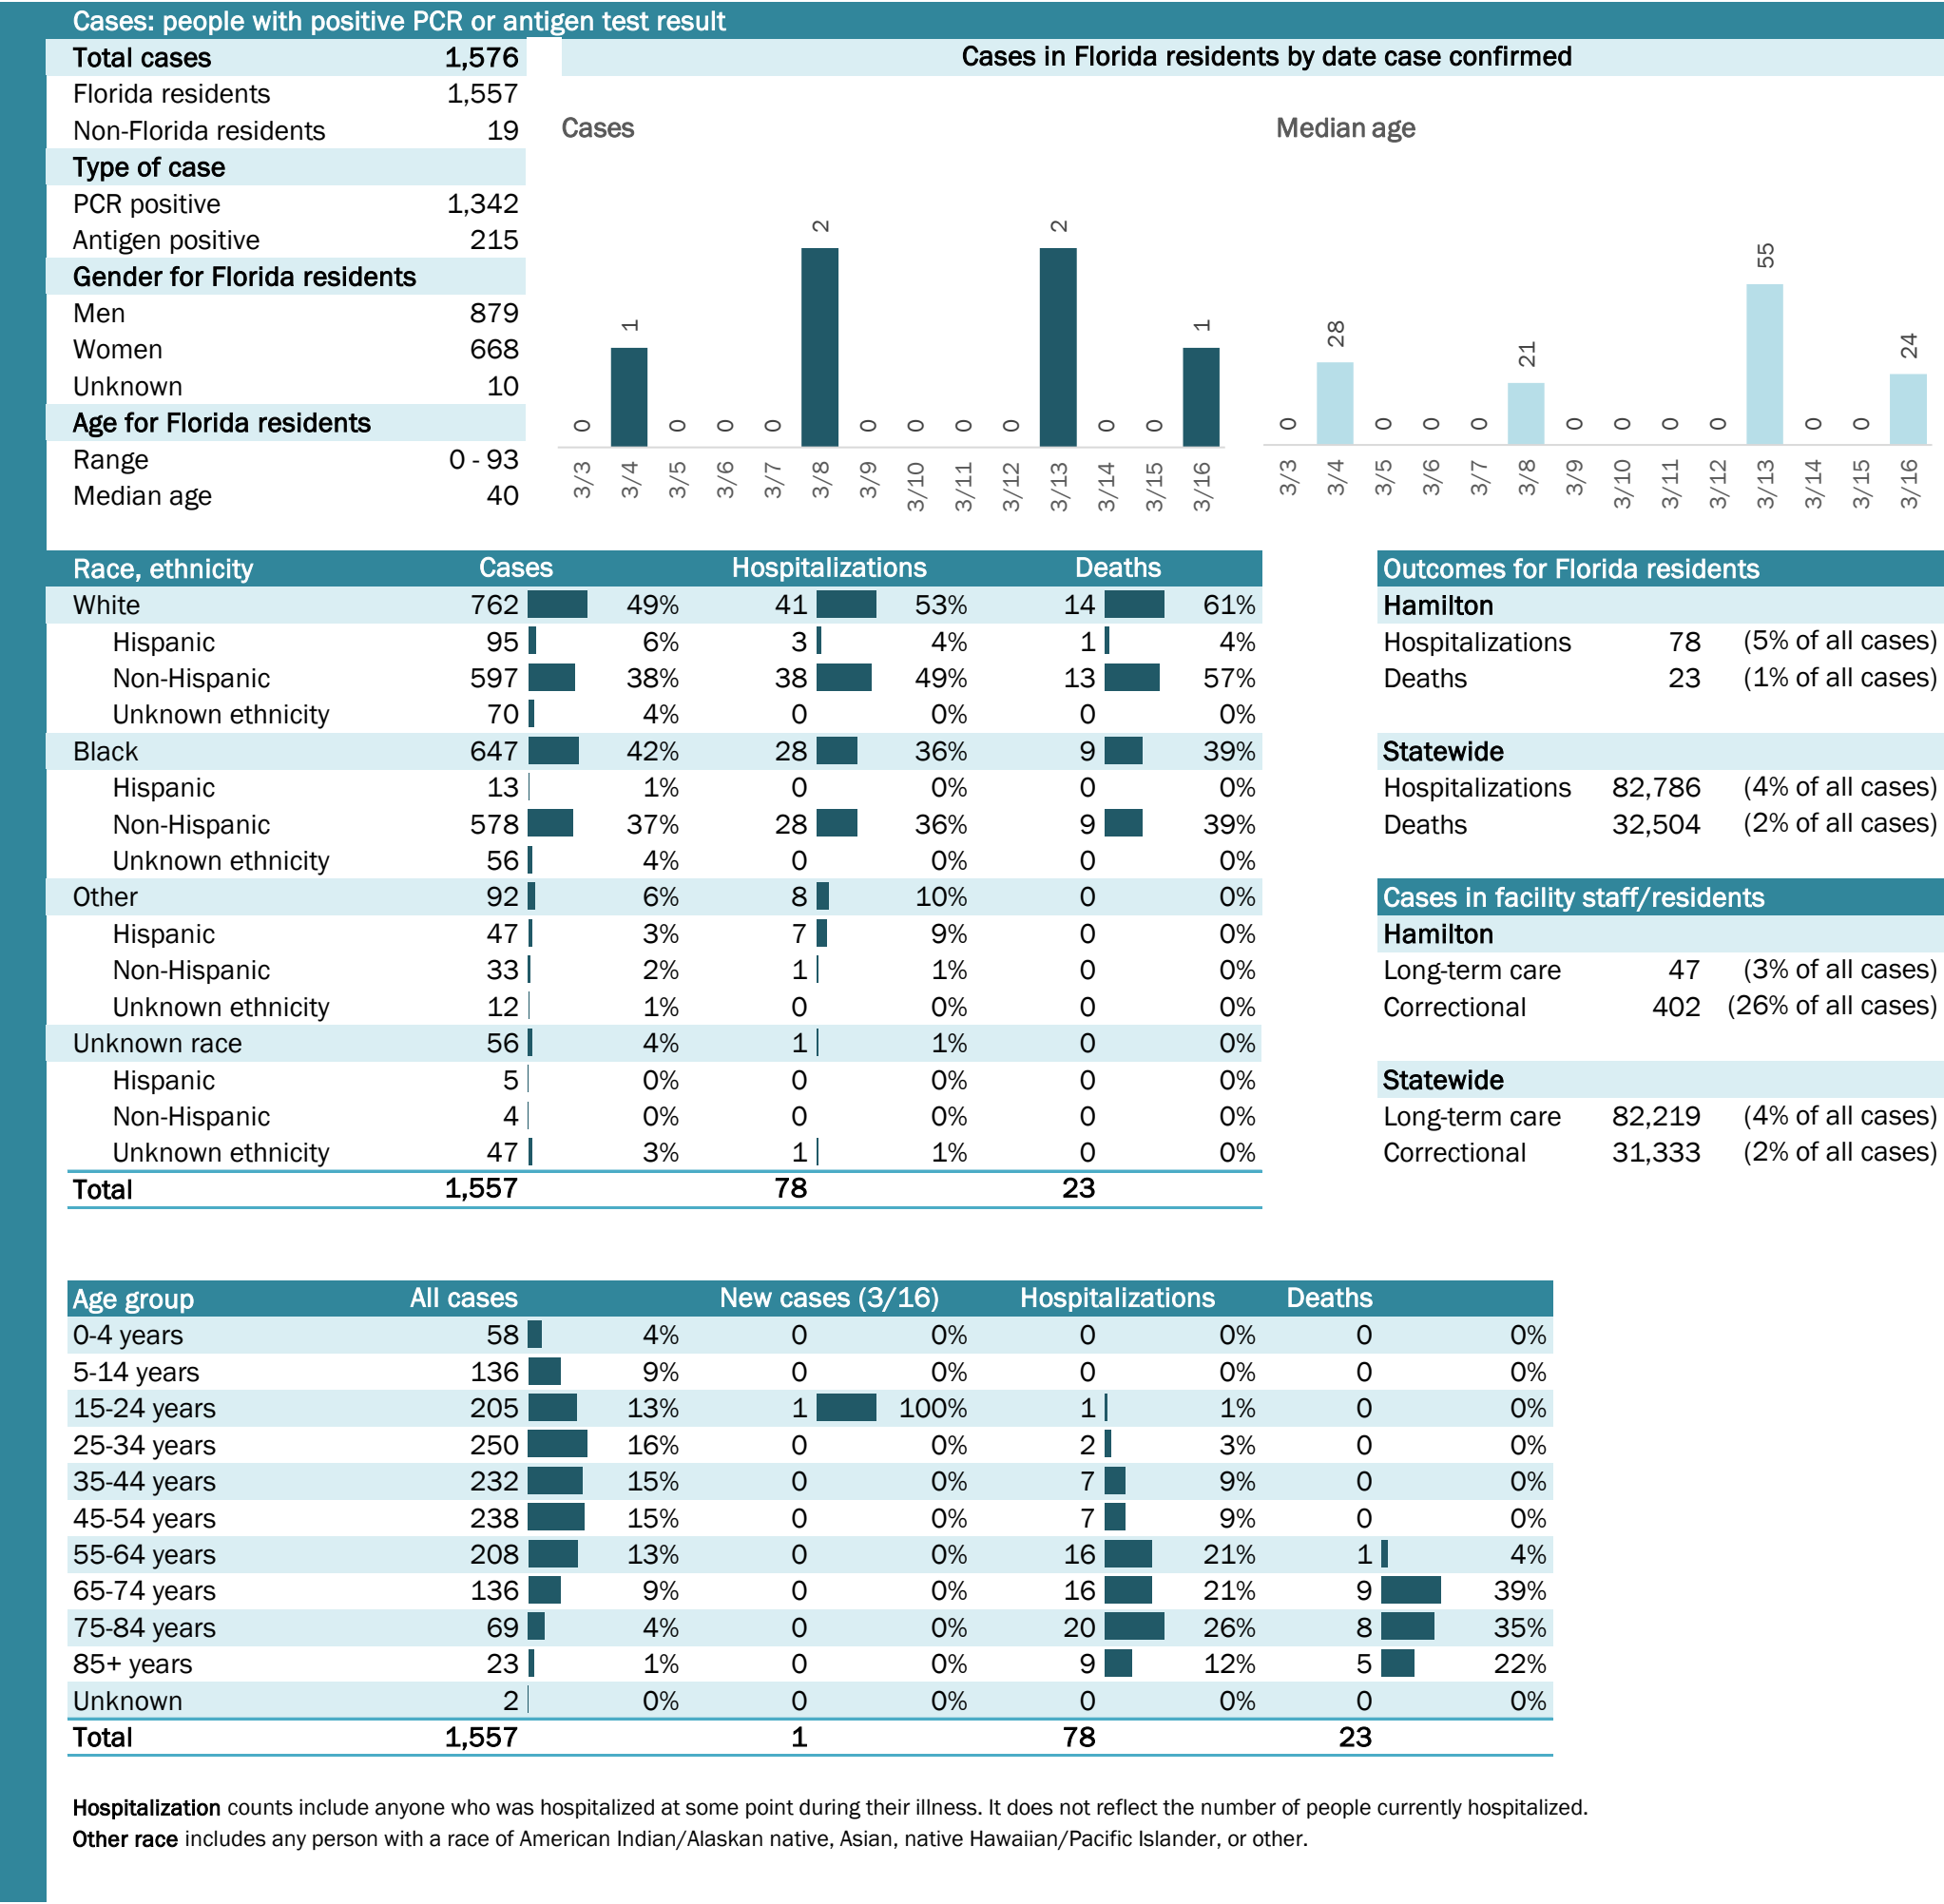 Cases: people with positive PCR or antigen test result
Total cases 1,576
Florida residents 1,557
Non-Florida residents 19
Type of case
PCR positive 1,342
Antigen positive 215
Gender for Florida residents
Men 879
Women 668
Unknown 10
Age for Florida residents
Range 0 - 93
Median age 40
Cases in Florida residents by date case confirmed
Cases
0 1 0 0 0 2 0 0 0 0 2 0 0 1
3/3 3/4 3/5 3/6 3/7 3/8 3/9 3/10 3/11 3/12 3/13 3/14 3/15 3/16
Median age
0 28 0 0 0 21 0 0 0 0 55 0 0 24
3/3 3/4 3/5 3/6 3/7 3/8 3/9 3/10 3/11 3/12 3/13 3/14 3/15 3/16
Race, ethnicity Cases Hospitalizations Deaths
White 762 49% 41 53% 14 61%
Hispanic 95 6% 3 4% 1 4%
Non-Hispanic 597 38% 38 49% 13 57%
Unknown ethnicity 70 4% 0 0% 0 0%
Black 647 42% 28 36% 9 39%
Hispanic 13 1% 0 0% 0 0%
Non-Hispanic 578 37% 28 36% 9 39%
Unknown ethnicity 56 4% 0 0% 0 0%
Other 92 6% 8 10% 0 0%
Hispanic 47 3% 7 9% 0 0%
Non-Hispanic 33 2% 1 1% 0 0%
Unknown ethnicity 12 1% 0 0% 0 0%
Unknown race 56 4% 1 1% 0 0%
Hispanic 5 0% 0 0% 0 0%
Non-Hispanic 4 0% 0 0% 0 0%
Unknown ethnicity 47 3% 1 1% 0 0%
Total 1,557 78 23
Outcomes for Florida residents
Hamilton
Hospitalizations 78 (5% of all cases)
Deaths 23 (1% of all cases)
Statewide
Hospitalizations 82,786 (4% of all cases)
Deaths 32,504 (2% of all cases)
Cases in facility staff/residents
Hamilton
Long-term care 47 (3% of all cases)
Correctional 402 (26% of all cases)
Statewide
Long-term care 82,219 (4% of all cases)
Correctional 31,333 (2% of all cases)
Age group All cases New cases (3/16) Hospitalizations Deaths
0-4 years 58 4% 0 0% 0 0% 0 0%
5-14 years 136 9% 0 0% 0 0% 0 0%
15-24 years 205 13% 1 100% 1 1% 0 0%
25-34 years 250 16% 0 0% 2 3% 0 0%
35-44 years 232 15% 0 0% 7 9% 0 0%
45-54 years 238 15% 0 0% 7 9% 0 0%
55-64 years 208 13% 0 0% 16 21% 1 4%
65-74 years 136 9% 0 0% 16 21% 9 39%
75-84 years 69 4% 0 0% 20 26% 8 35%
85+ years 23 1% 0 0% 9 12% 5 22%
Unknown 2 0% 0 0% 0 0% 0 0%
Total 1,557 1 78 23
Hospitalization counts include anyone who was hospitalized at some point during their illness. It does not reflect the number of people currently hospitalized.
Other race includes any person with a race of American Indian/Alaskan native, Asian, native Hawaiian/Pacific Islander, or other.